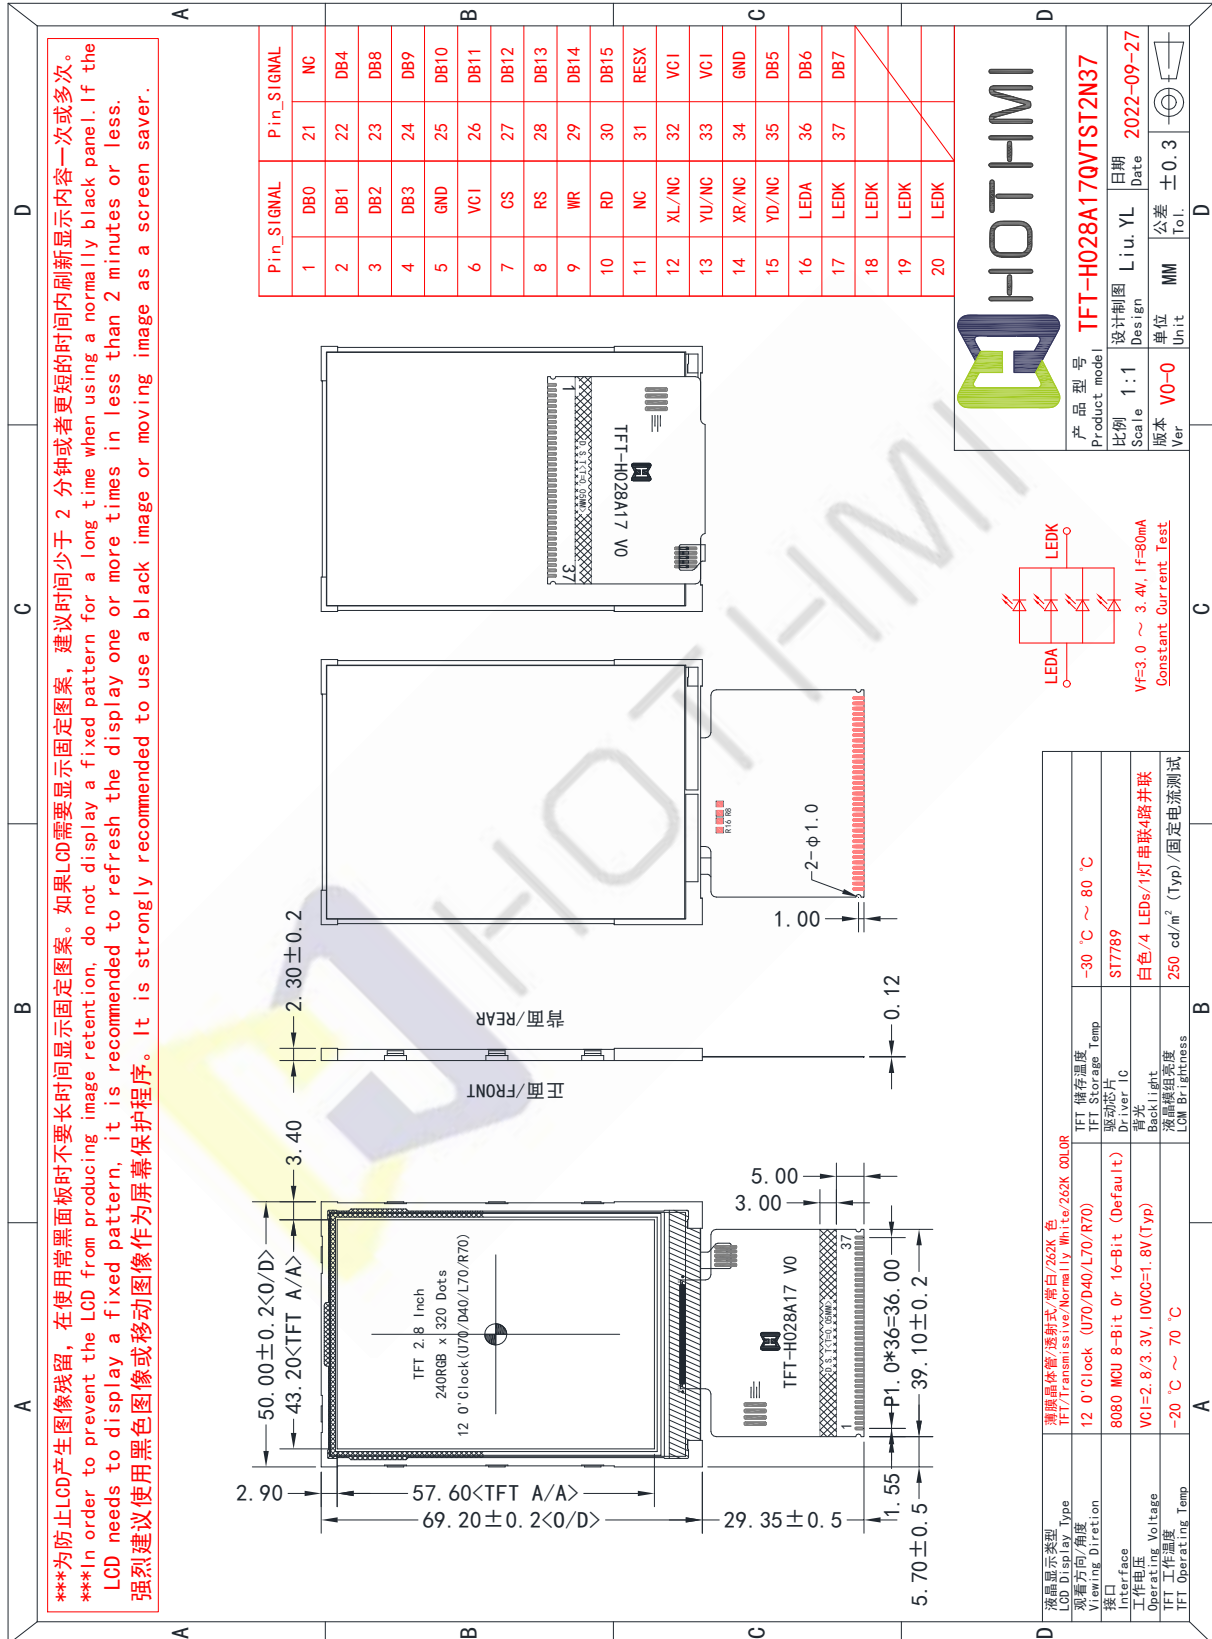 ***为防止LCD产生图像残留，在使用常黑面板时不要长时间显示固定图案。如果LCD需要显示固定图案，建议时间少于 2 分钟或者更短的时间内刷新显示内容一次或多次。
***In order to prevent the LCD from producing image retention, do not display a fixed pattern for a long time when using a normally black panel. If the
LCD needs to display a fixed pattern, it is recommended to refresh the display one or more times in less than 2 minutes or less.
强烈建议使用黑色图像或移动图像作为屏幕保护程序。It is strongly recommended to use a black image or moving image as a screen saver.
A
B
C
D
A
B
C
D
A
B
C
D
A
B
C
D
Pin_SIGNAL Pin_SIGNAL
1 DB0 21 NC
2 DB1 22 DB4
3 DB2 23 DB8
4 DB3 24 DB9
5 GND 25 DB10
6 VCI 26 DB11
7 CS 27 DB12
8 RS 28 DB13
9 WR 29 DB14
10 RD 30 DB15
11 NC 31 RESX
12 XL/NC 32 VCI
13 YU/NC 33 VCI
14 XR/NC 34 GND
15 YD/NC 35 DB5
16 LEDA 36 DB6
17 LEDK 37 DB7
18 LEDK
19 LEDK
20 LEDK
50.00±0.2<O/D>
43.20<TFT A/A>
3.40
2.30±0.2
2.90
57.60<TFT A/A>
69.20±0.2<O/D>
29.35±0.5
TFT 2.8 Inch
240RGB x 320 Dots
12 O'Clock(U70/D40/L70/R70)
TFT-H028A17 V0
D.S.T<T=0.05MM>
1
37
3.00
5.00
P1.0*36=36.00
39.10±0.2
1.55
5.70±0.5
正面/FRONT
背面/REAR
0.12
1.00
2-φ1.0
R16 R8
TFT-H028A17 V0
D.S.T<T=0.05MM>
1
37
LEDA
LEDK
Vf=3.0 ～ 3.4V, If=80mA
Constant Current Test
HOTHMI
HOTHMI
产 品 型 号
Product model
TFT-H028A17QVTST2N37
比例
Scale
1:1
设计制图
Design
Liu. YL
日期
Date
2022-09-27
版本
Ver
V0-0
单位
Unit
MM
公差
Tol.
±0.3
液晶显示类型
LCD Display Type
薄膜晶体管/透射式/常白/262K 色
TFT/Transmissive/Normally White/262K COLOR
观看方向/角度
Viewing Diretion
12 O'Clock (U70/D40/L70/R70)
TFT 储存温度
TFT Storage Temp
-30 ℃ ～ 80 ℃
接口
Interface
8080 MCU 8-Bit Or 16-Bit (Default)
驱动芯片
Driver IC
ST7789
工作电压
Operating Voltage
VCI=2.8/3.3V, IOVCC=1.8V(Typ)
背光
Backlight
白色/4 LEDs/1灯串联4路并联
TFT 工作温度
TFT Operating Temp
-20 ℃ ～ 70 ℃
液晶模组亮度
LCM Brightness
250 cd/m² (Typ)/固定电流测试